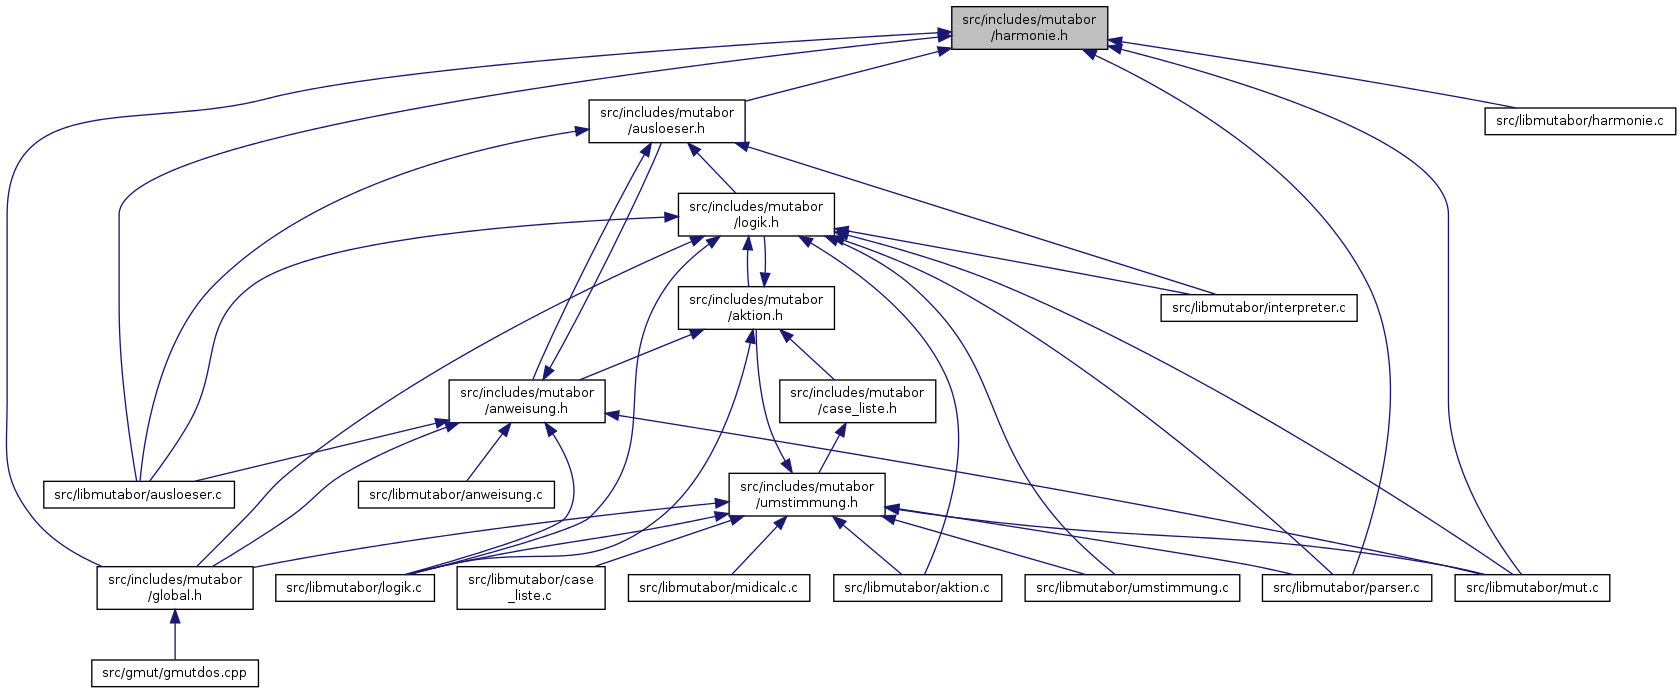 src/includes/mutabor
/harmonie.h
src/includes/mutabor
/ausloeser.h
src/libmutabor/harmonie.c
src/includes/mutabor
/logik.h
src/includes/mutabor
/aktion.h
src/libmutabor/interpreter.c
src/includes/mutabor
/anweisung.h
src/includes/mutabor
/case_liste.h
src/libmutabor/ausloeser.c
src/libmutabor/anweisung.c
src/includes/mutabor
/umstimmung.h
src/includes/mutabor
/global.h
src/libmutabor/logik.c
src/libmutabor/case
_liste.c
src/libmutabor/midicalc.c
src/libmutabor/aktion.c
src/libmutabor/umstimmung.c
src/libmutabor/parser.c
src/libmutabor/mut.c
src/gmut/gmutdos.cpp